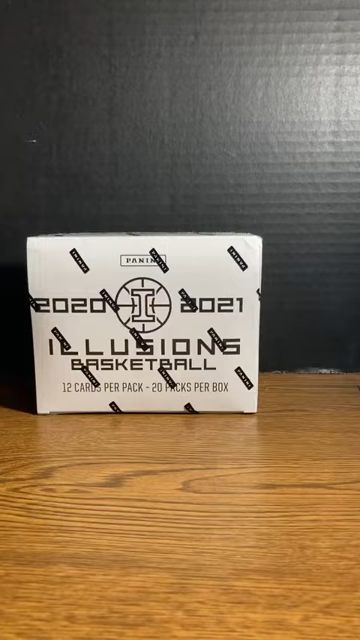 PANINI
2020 I 2021
ILLUSIONS
BASKETBALL
12 CARDS PER PACK - 20 PACKS PER BOX